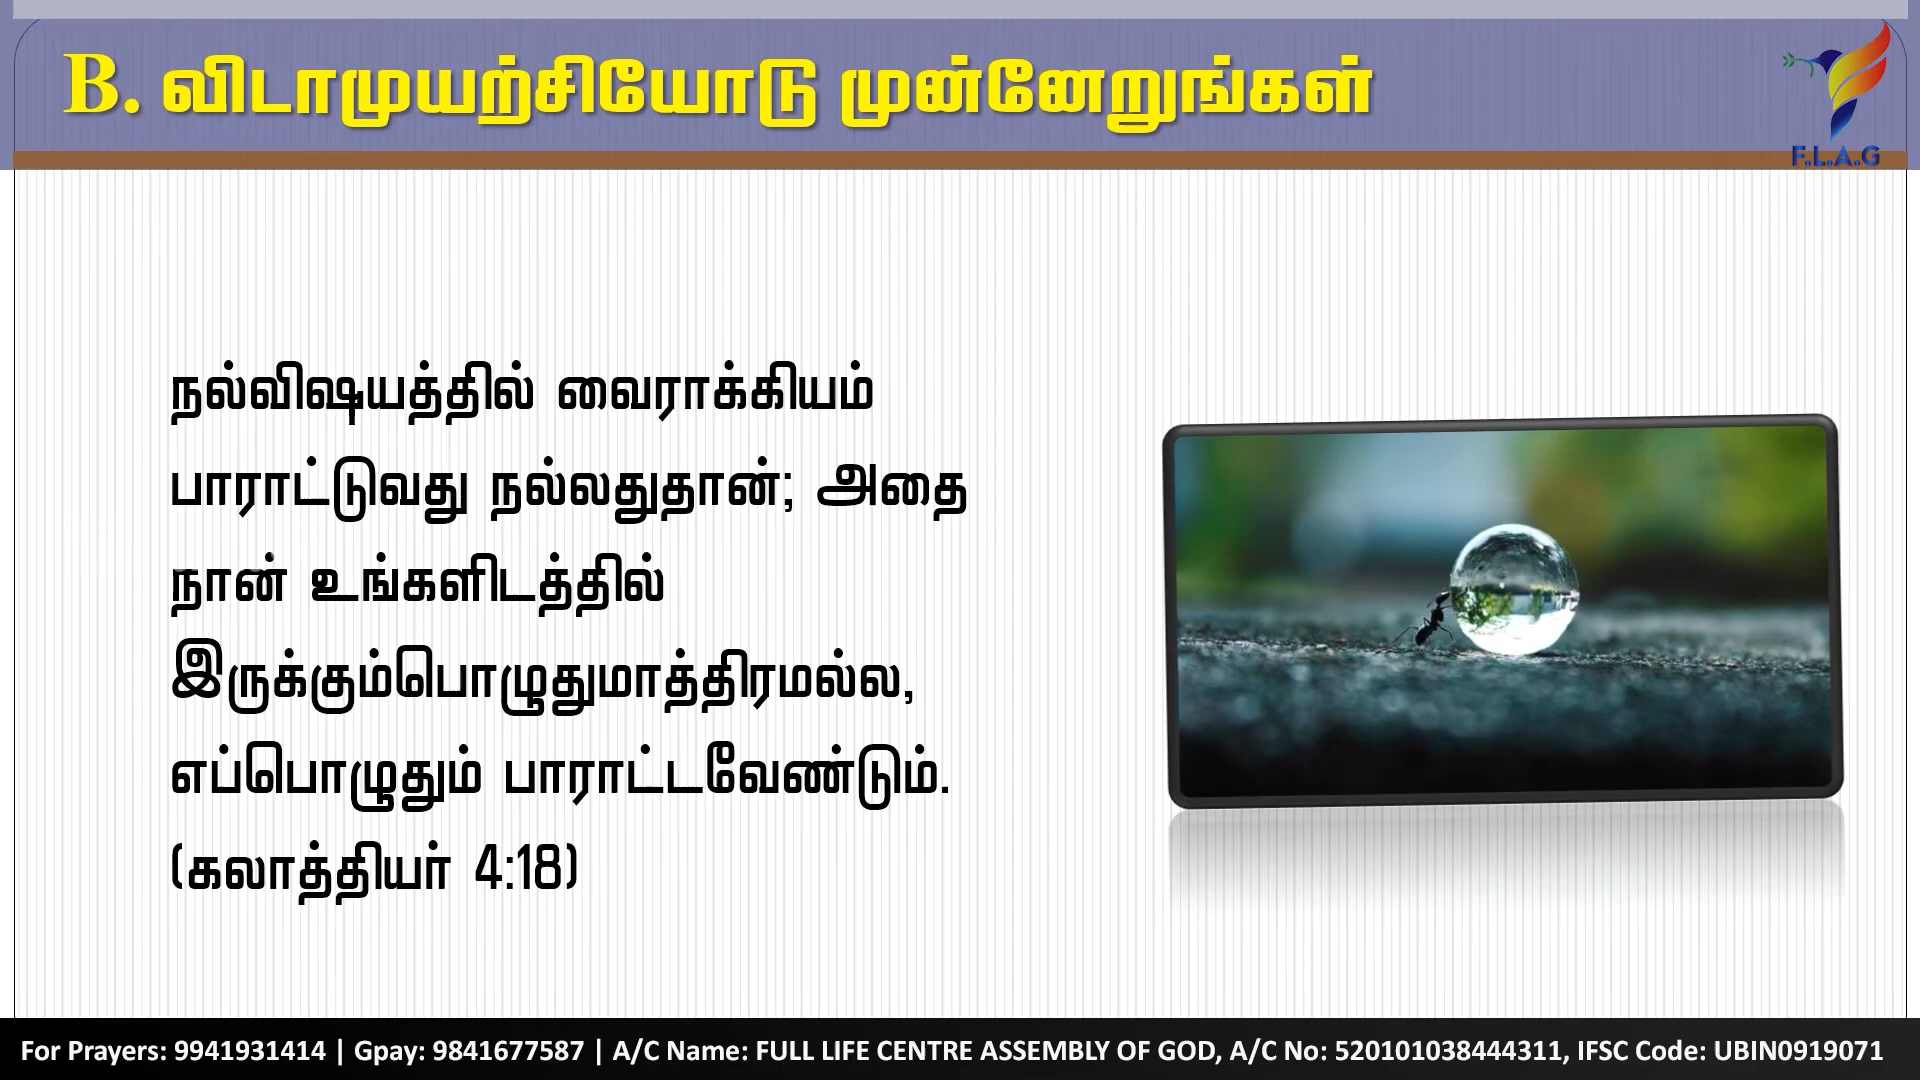 B. விடாமுயற்சியோடு முன்னேறுங்கள்
F.L.A.G
நல்விஷயத்தில் வைராக்கியம்
பாராட்டுவது நல்லதுதான்; அதை
நான் உங்களிடத்தில்
இருக்கும்பொழுதுமாத்திரமல்ல,
எப்பொழுதும் பாராட்டவேண்டும்.
(கலாத்தியர் 4:18)
For Prayers: 9941931414 | Gpay: 9841677587 | A/C Name: FULL LIFE CENTRE ASSEMBLY OF GOD, A/C No: 520101038444311, IFSC Code: UBIN0919071